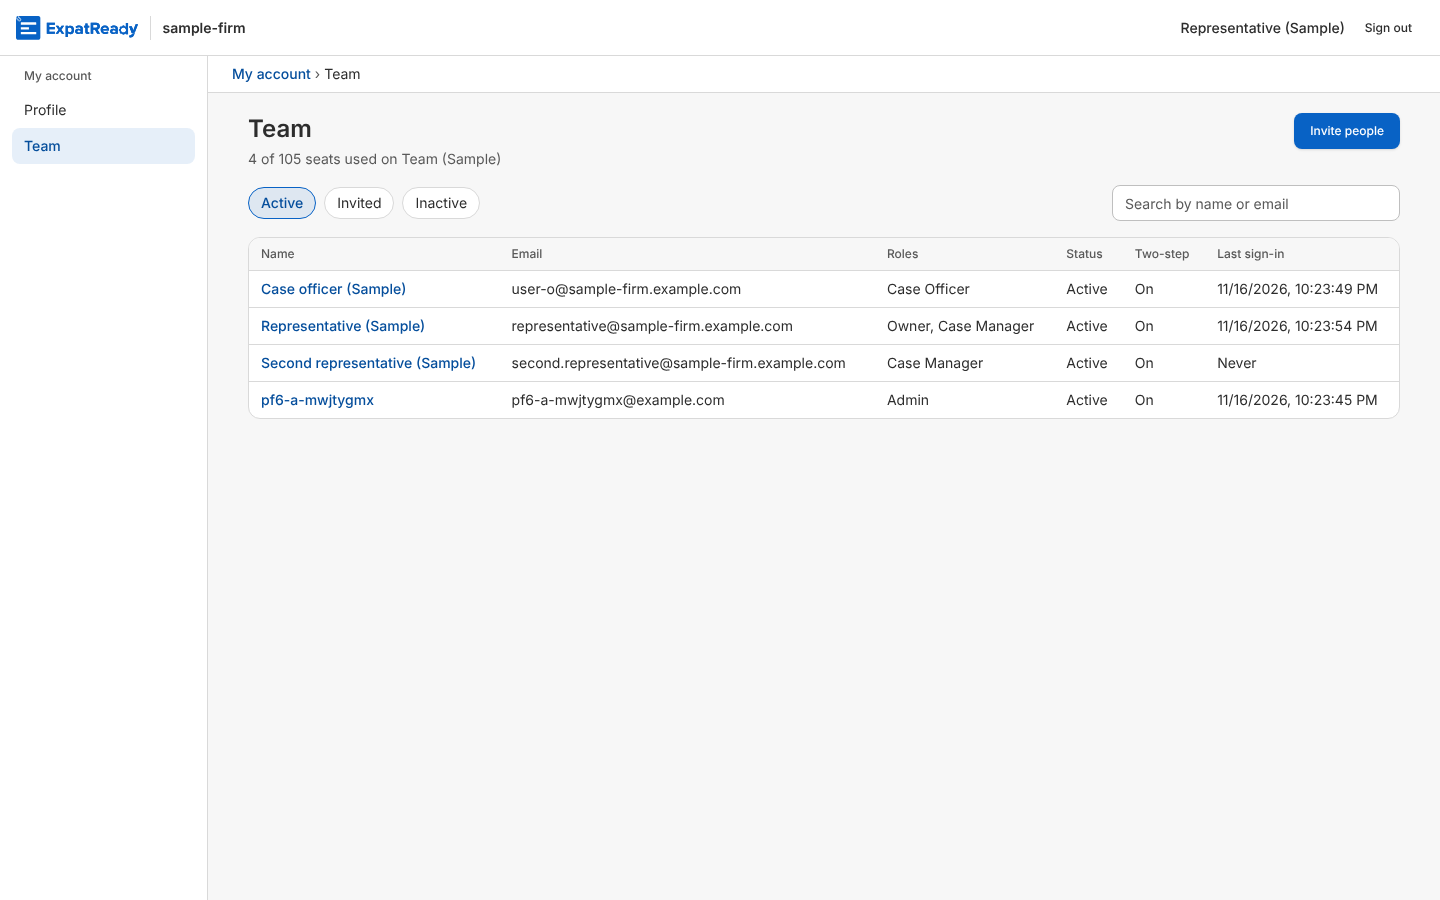 ExpatReady
sample-firm
Representative (Sample)
Sign out
My account
Profile
Team
My account › Team
Team
4 of 105 seats used on Team (Sample)
Invite people
Active
Invited
Inactive
Search by name or email
Name Email Roles Status Two-step Last sign-in
Case officer (Sample) user-o@sample-firm.example.com Case Officer Active On 11/16/2026, 10:23:49 PM
Representative (Sample) representative@sample-firm.example.com Owner, Case Manager Active On 11/16/2026, 10:23:54 PM
Second representative (Sample) second.representative@sample-firm.example.com Case Manager Active On Never
pf6-a-mwjtygmx pf6-a-mwjtygmx@example.com Admin Active On 11/16/2026, 10:23:45 PM